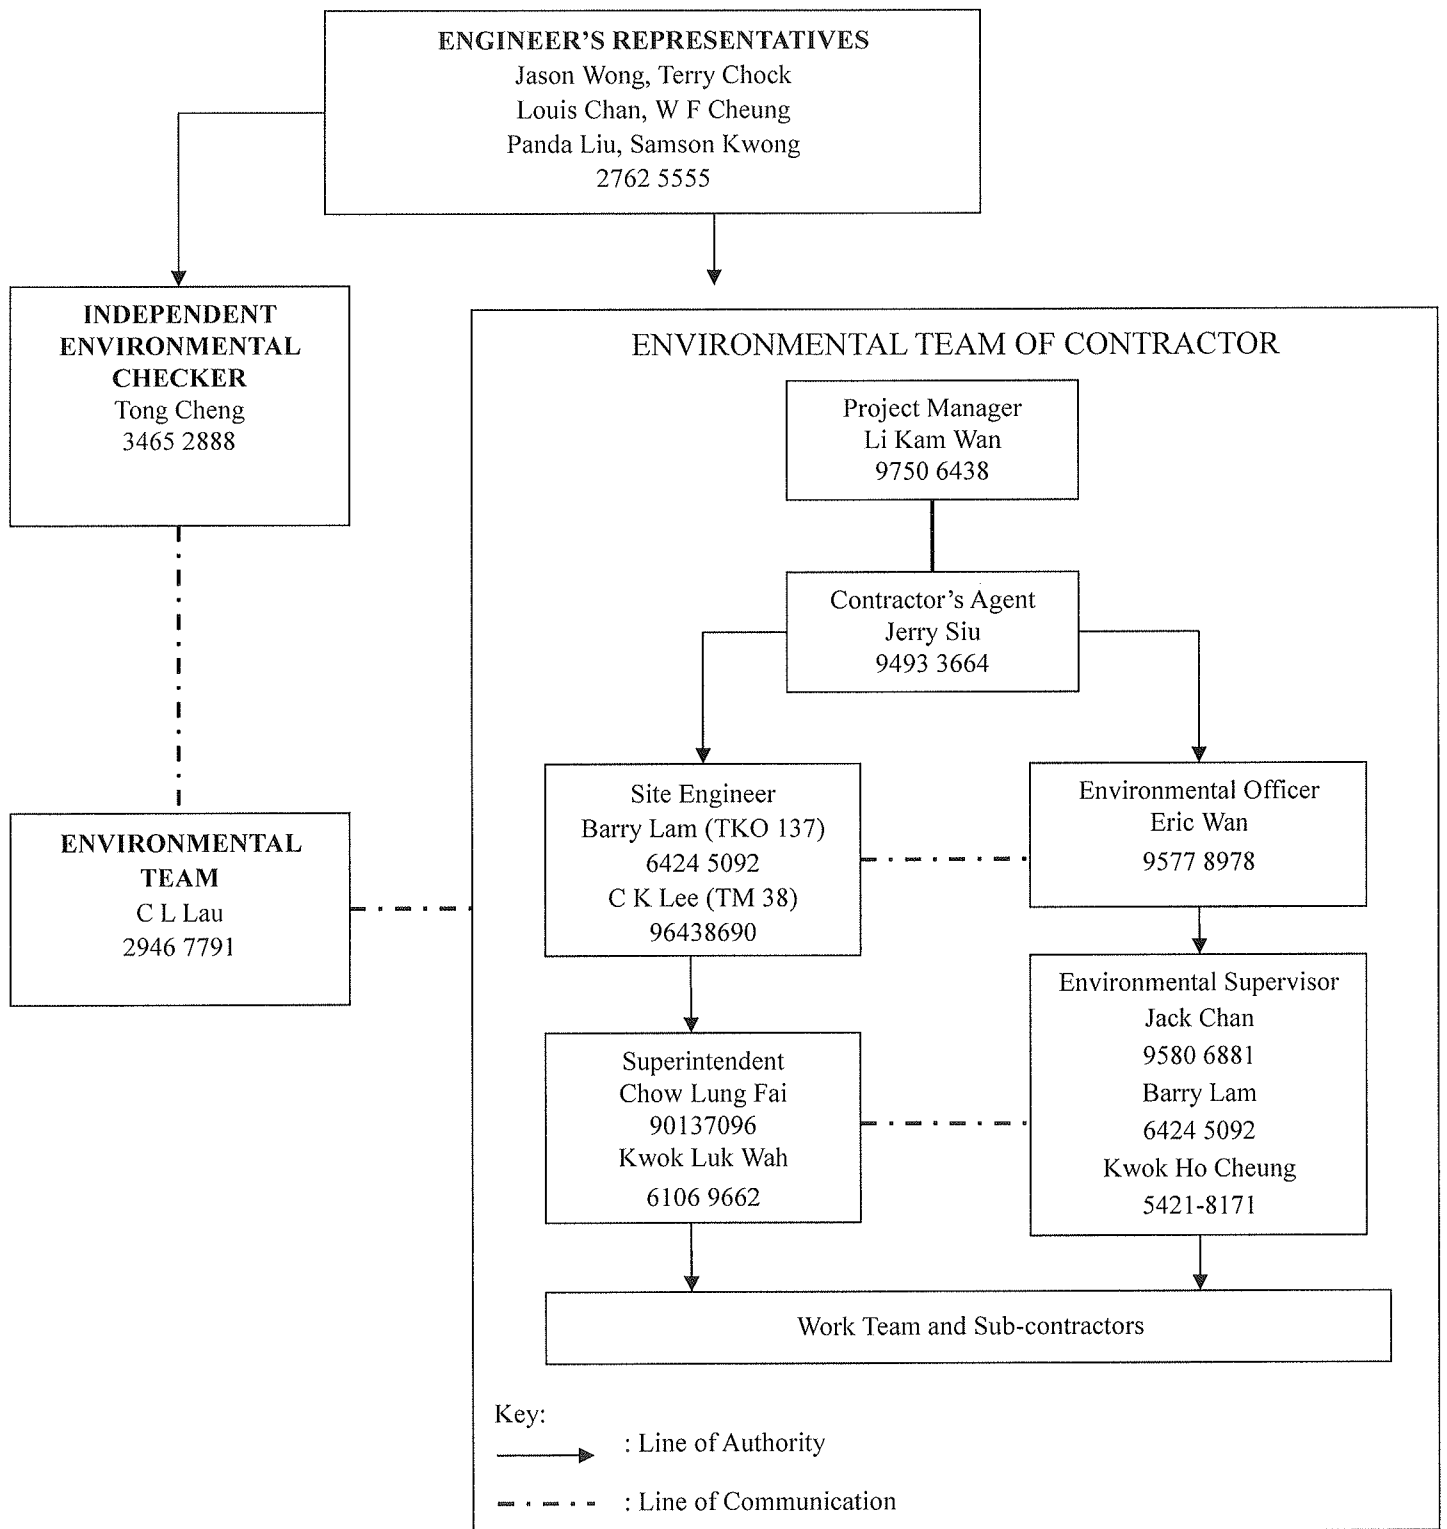 ENGINEER'S REPRESENTATIVES
Jason Wong, Terry Chock
Louis Chan, W F Cheung
Panda Liu, Samson Kwong
2762 5555
INDEPENDENT
ENVIRONMENTAL
CHECKER
Tong Cheng
3465 2888
ENVIRONMENTAL
TEAM
C L Lau
2946 7791
ENVIRONMENTAL TEAM OF CONTRACTOR
Project Manager
Li Kam Wan
9750 6438
Contractor's Agent
Jerry Siu
9493 3664
Site Engineer
Barry Lam (TKO 137)
6424 5092
C K Lee (TM 38)
96438690
Environmental Officer
Eric Wan
9577 8978
Superintendent
Chow Lung Fai
90137096
Kwok Luk Wah
6106 9662
Environmental Supervisor
Jack Chan
9580 6881
Barry Lam
6424 5092
Kwok Ho Cheung
5421-8171
Work Team and Sub-contractors
Key:
: Line of Authority
: Line of Communication